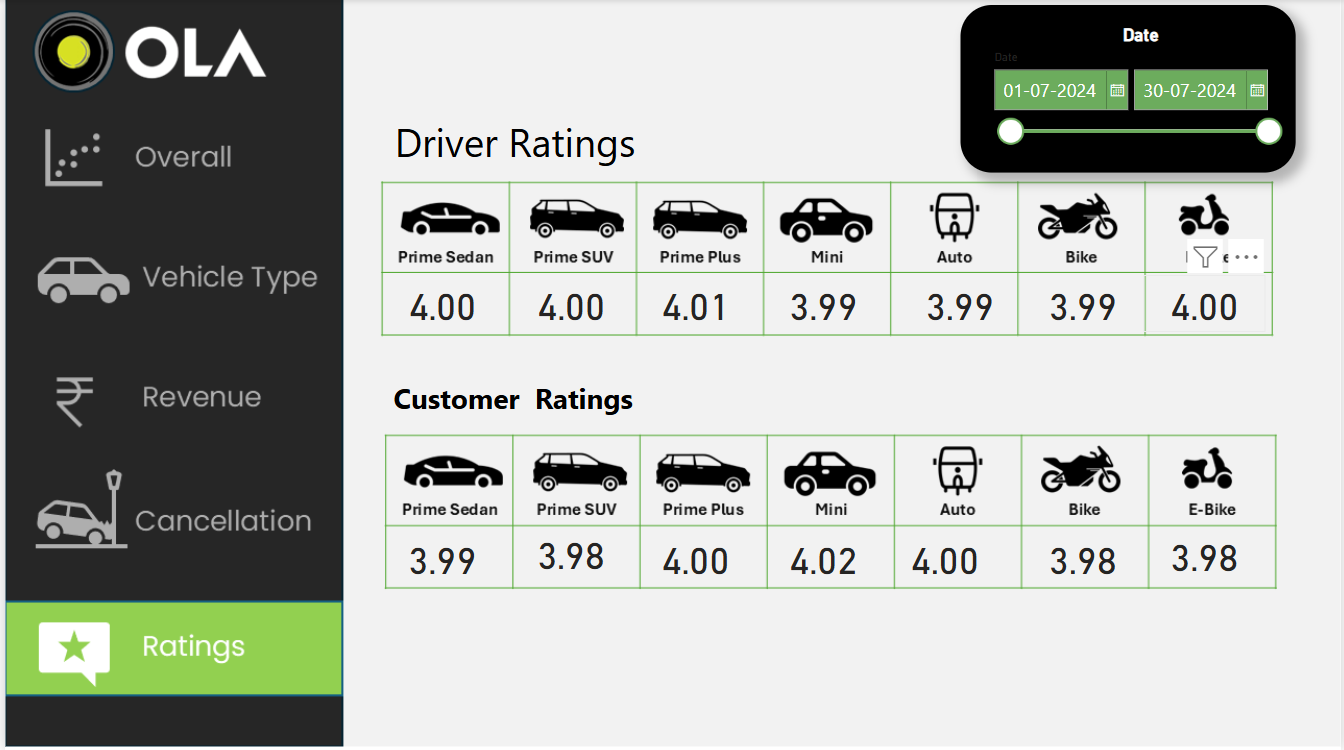 OLA
Overall
Vehicle Type
Revenue
Cancellation
Ratings
Date
Date
01-07-2024 30-07-2024
Driver Ratings
Prime Sedan Prime SUV Prime Plus Mini Auto Bike
4.00 4.00 4.01 3.99 3.99 3.99 4.00
Customer Ratings
Prime Sedan Prime SUV Prime Plus Mini Auto Bike E-Bike
3.99 3.98 4.00 4.02 4.00 3.98 3.98